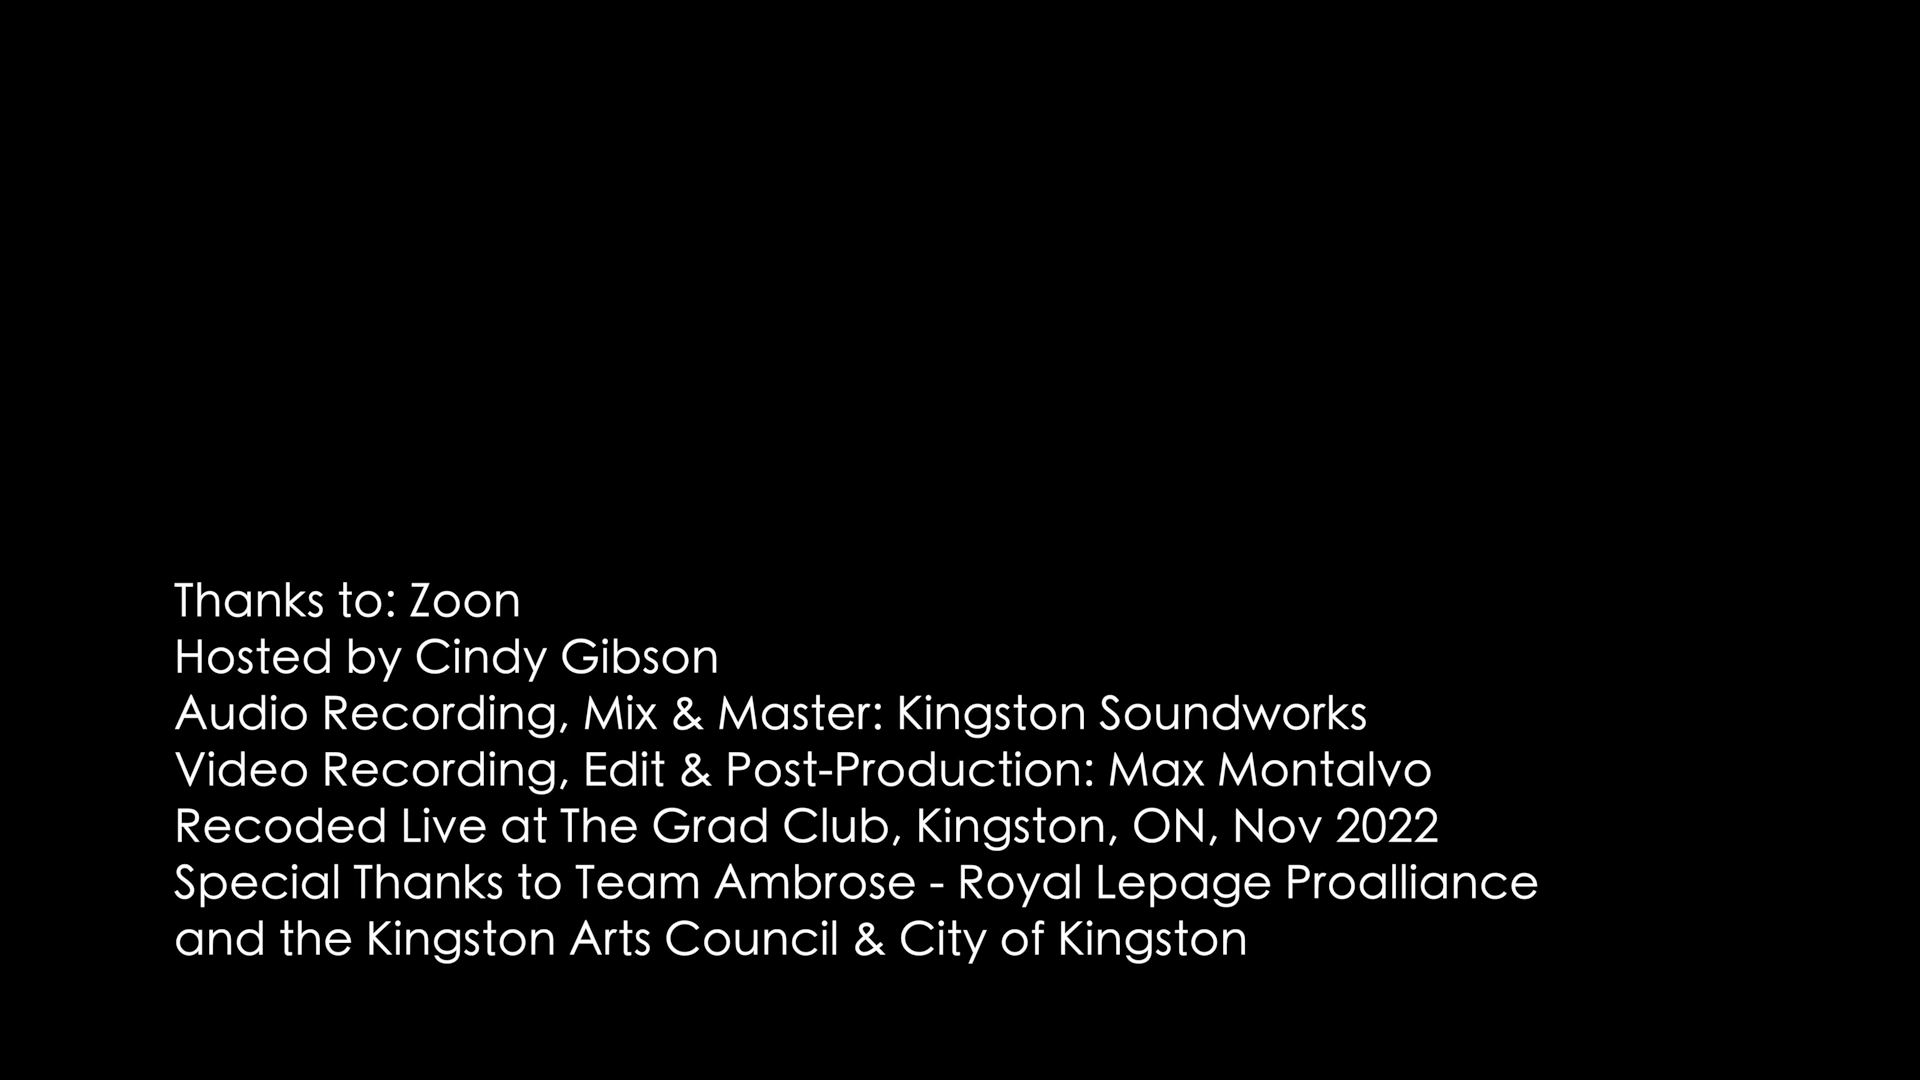 Thanks to: Zoon
Hosted by Cindy Gibson
Audio Recording, Mix & Master: Kingston Soundworks
Video Recording, Edit & Post-Production: Max Montalvo
Recoded Live at The Grad Club, Kingston, ON, Nov 2022
Special Thanks to Team Ambrose - Royal Lepage Proalliance
and the Kingston Arts Council & City of Kingston